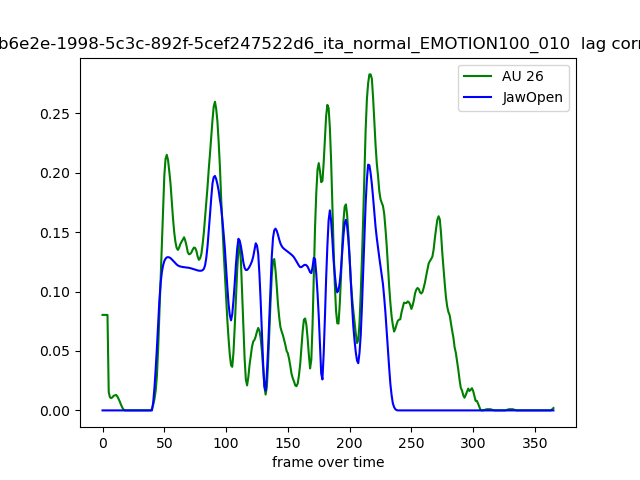 b6e2e-1998-5c3c-892f-5cef247522d6_ita_normal_EMOTION100_010 lag corr
AU 26
JawOpen
0.25
0.20
0.15
0.10
0.05
0.00
0 50 100 150 200 250 300 350
frame over time